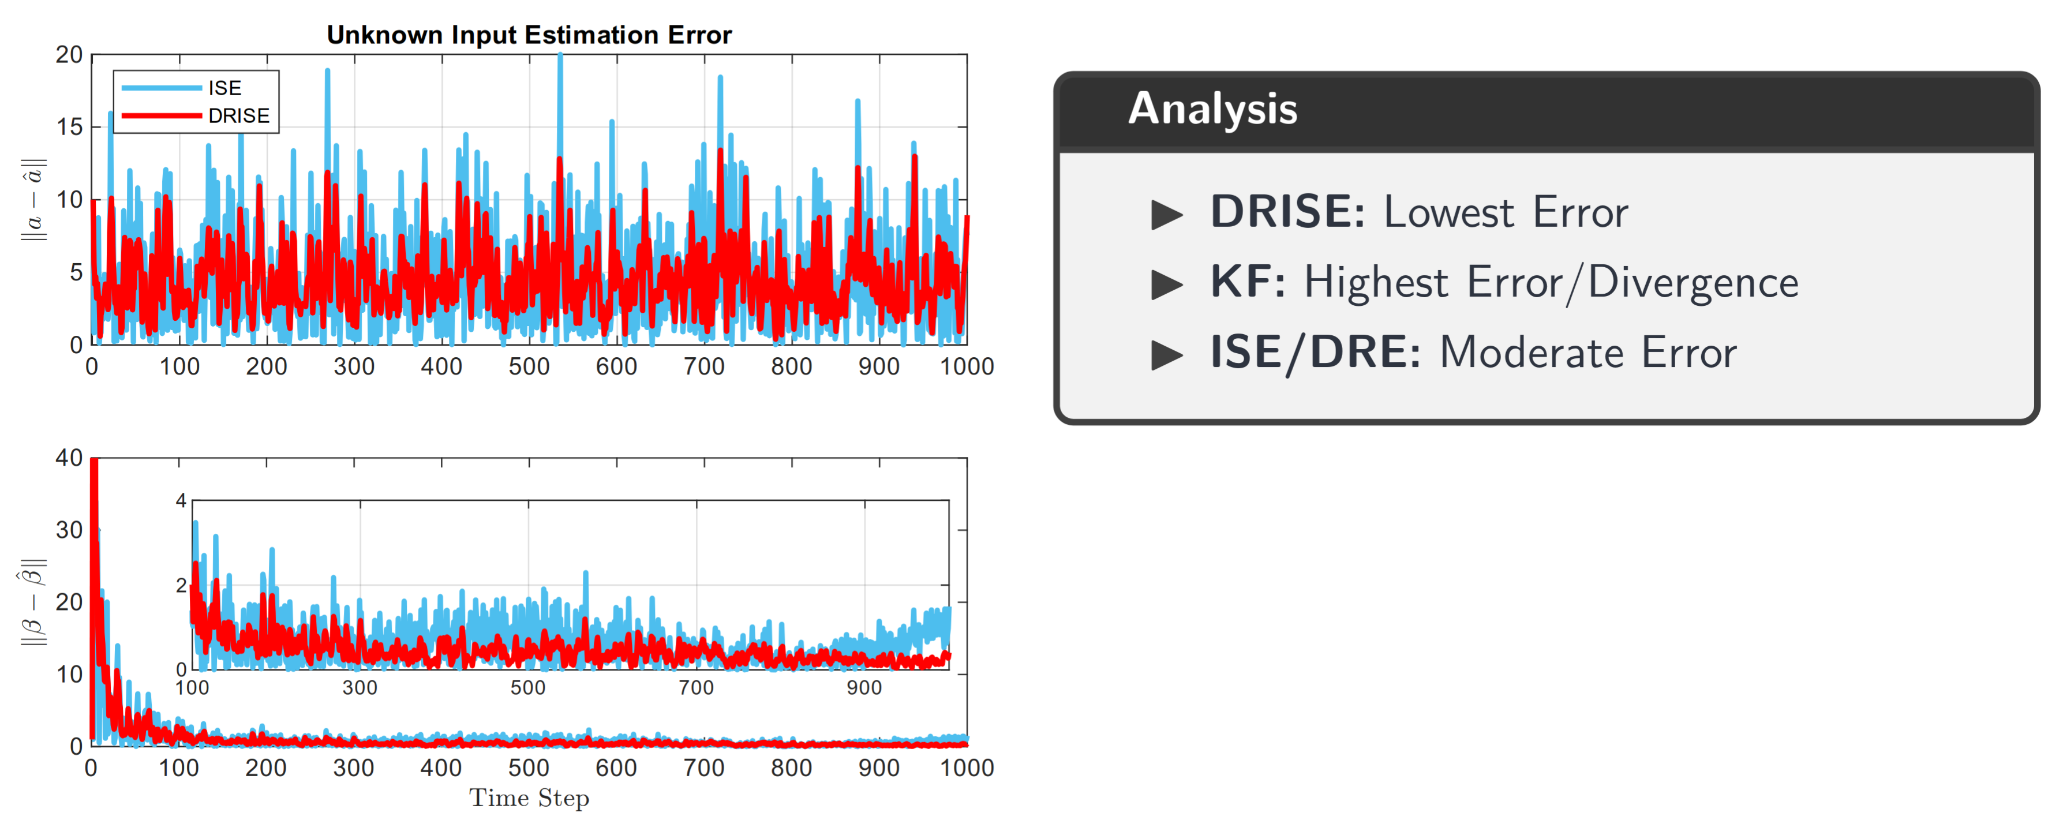 Unknown Input Estimation Error
20
15
10
5
0
ISE
DRISE
‖a − â‖
0 100 200 300 400 500 600 700 800 900 1000
40
30
20
10
0
4
2
0
100 300 500 700 900
‖β − β̂‖
0 100 200 300 400 500 600 700 800 900 1000
Time Step
Analysis
▶ DRISE: Lowest Error
▶ KF: Highest Error/Divergence
▶ ISE/DRE: Moderate Error